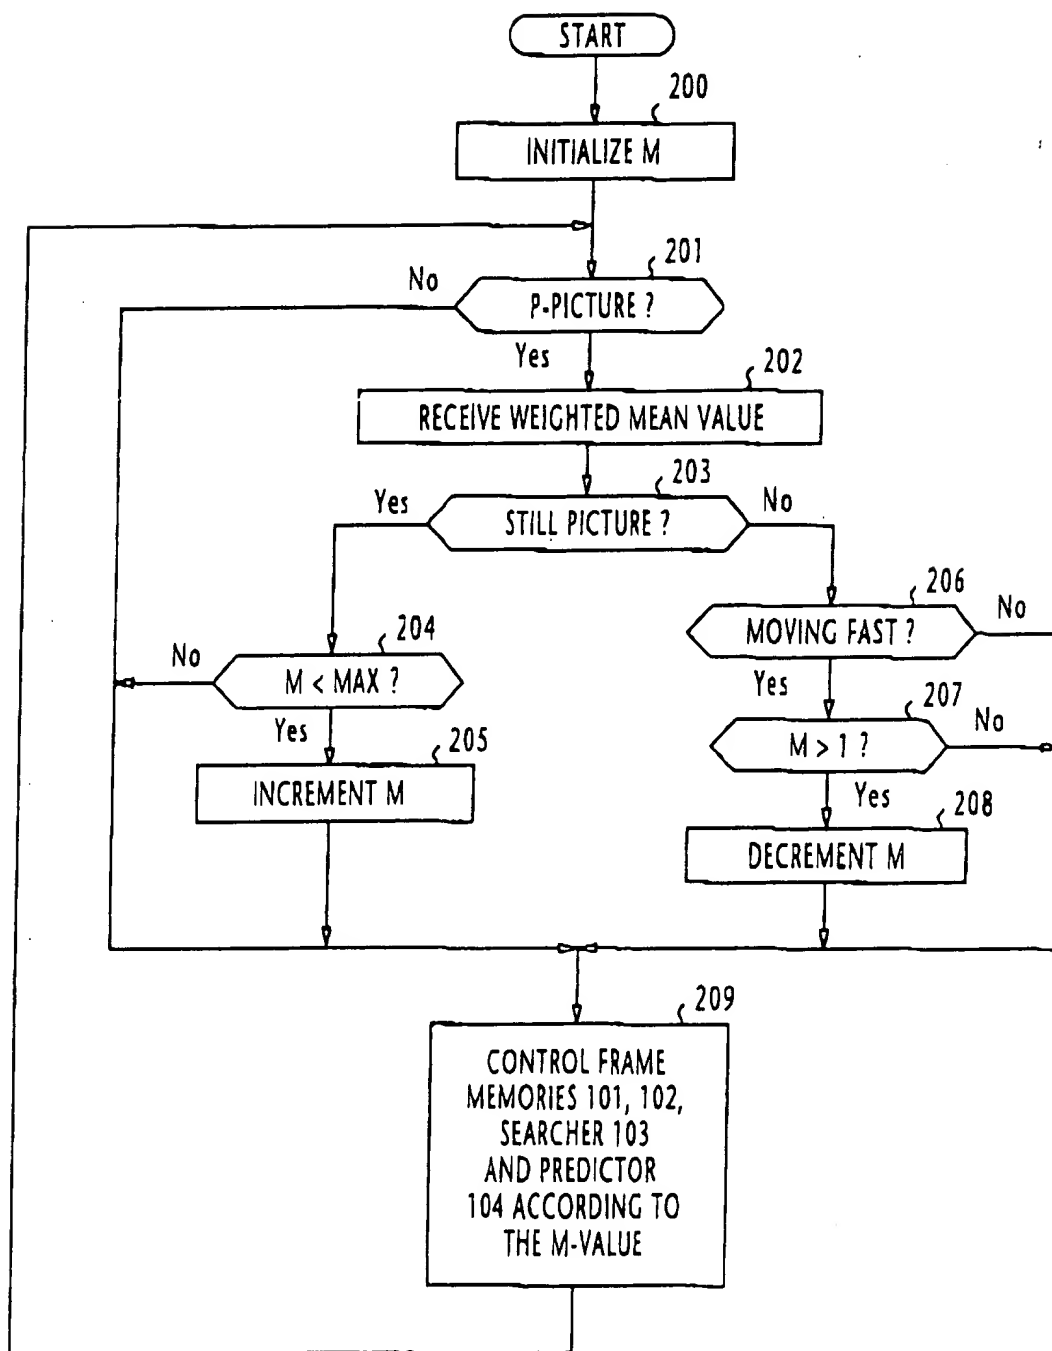 START
200
INITIALIZE M
201
No
P-PICTURE ?
Yes
202
RECEIVE WEIGHTED MEAN VALUE
203
Yes
No
STILL PICTURE ?
206
No
MOVING FAST ?
204
No
M < MAX ?
Yes
207
No
M > 1 ?
Yes
205
INCREMENT M
Yes
208
DECREMENT M
209
CONTROL FRAME
MEMORIES 101, 102,
SEARCHER 103
AND PREDICTOR
104 ACCORDING TO
THE M-VALUE